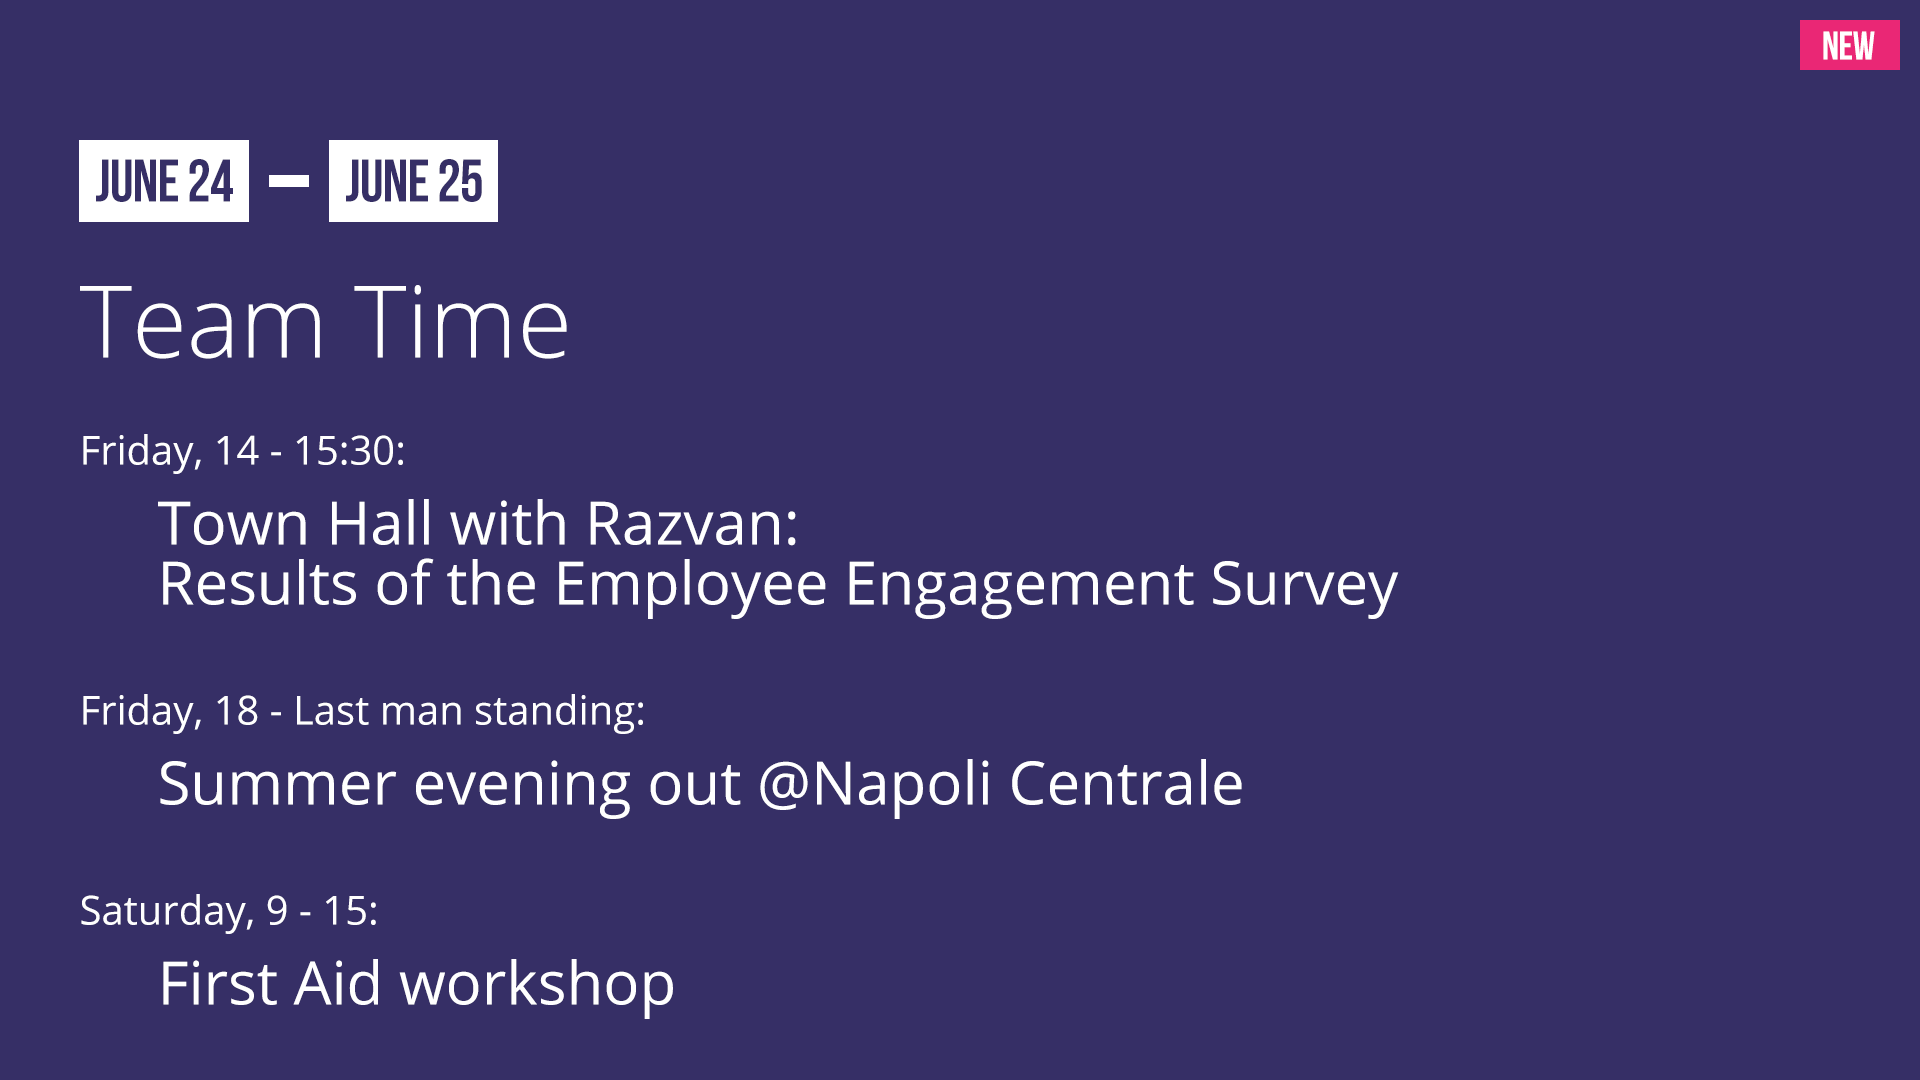 NEW
JUNE 24 – JUNE 25
Team Time
Friday, 14 - 15:30:
Town Hall with Razvan:
Results of the Employee Engagement Survey
Friday, 18 - Last man standing:
Summer evening out @Napoli Centrale
Saturday, 9 - 15:
First Aid workshop